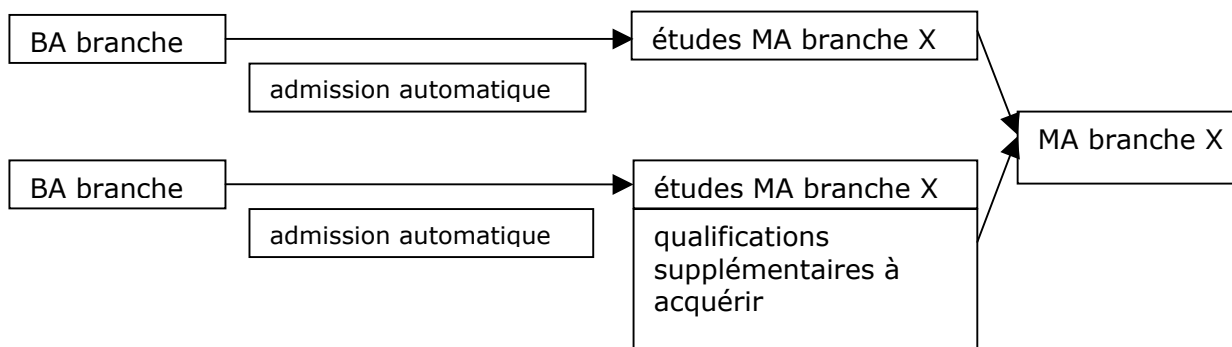 BA branche
études MA branche X
admission automatique
MA branche X
BA branche
études MA branche X
admission automatique
qualifications
supplémentaires à
acquérir